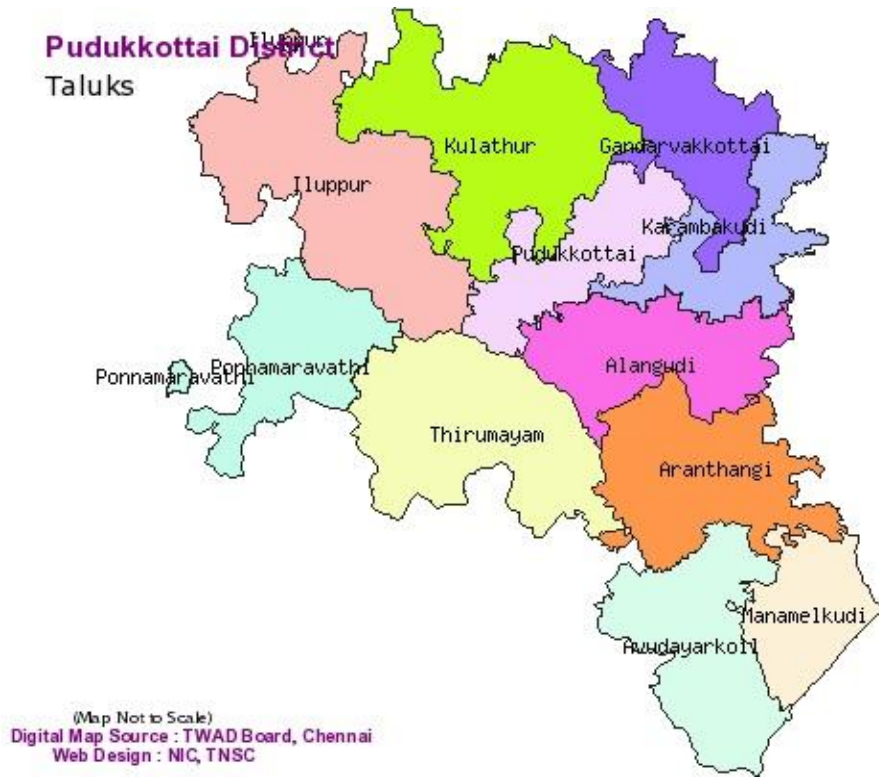 Pudukkottai District
Iluppur
Taluks
Kulathur
Gandarvakkottai
Iluppur
Karambakudi
Pudukkottai
Ponnamaravathi
Ponnamaravathi
Alangudi
Thirumayam
Aranthangi
Manamelkudi
Avudayarkoil
(Map Not to Scale)
Digital Map Source : TWAD Board, Chennai
Web Design : NIC, TNSC